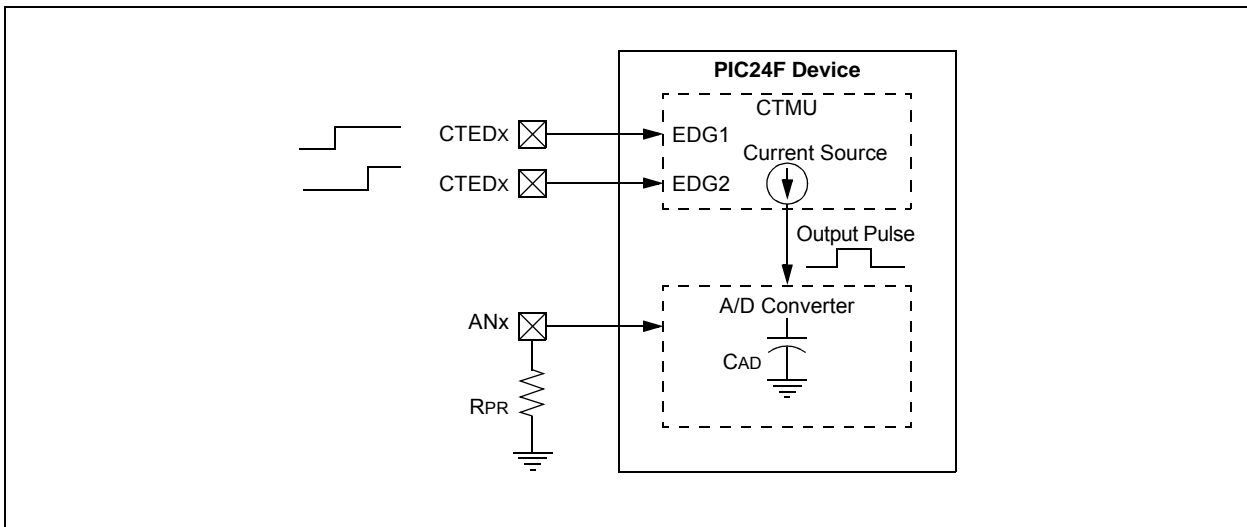 PIC24F Device
CTMU
CTEDx
EDG1
Current Source
CTEDx
EDG2
Output Pulse
A/D Converter
ANx
CAD
RPR